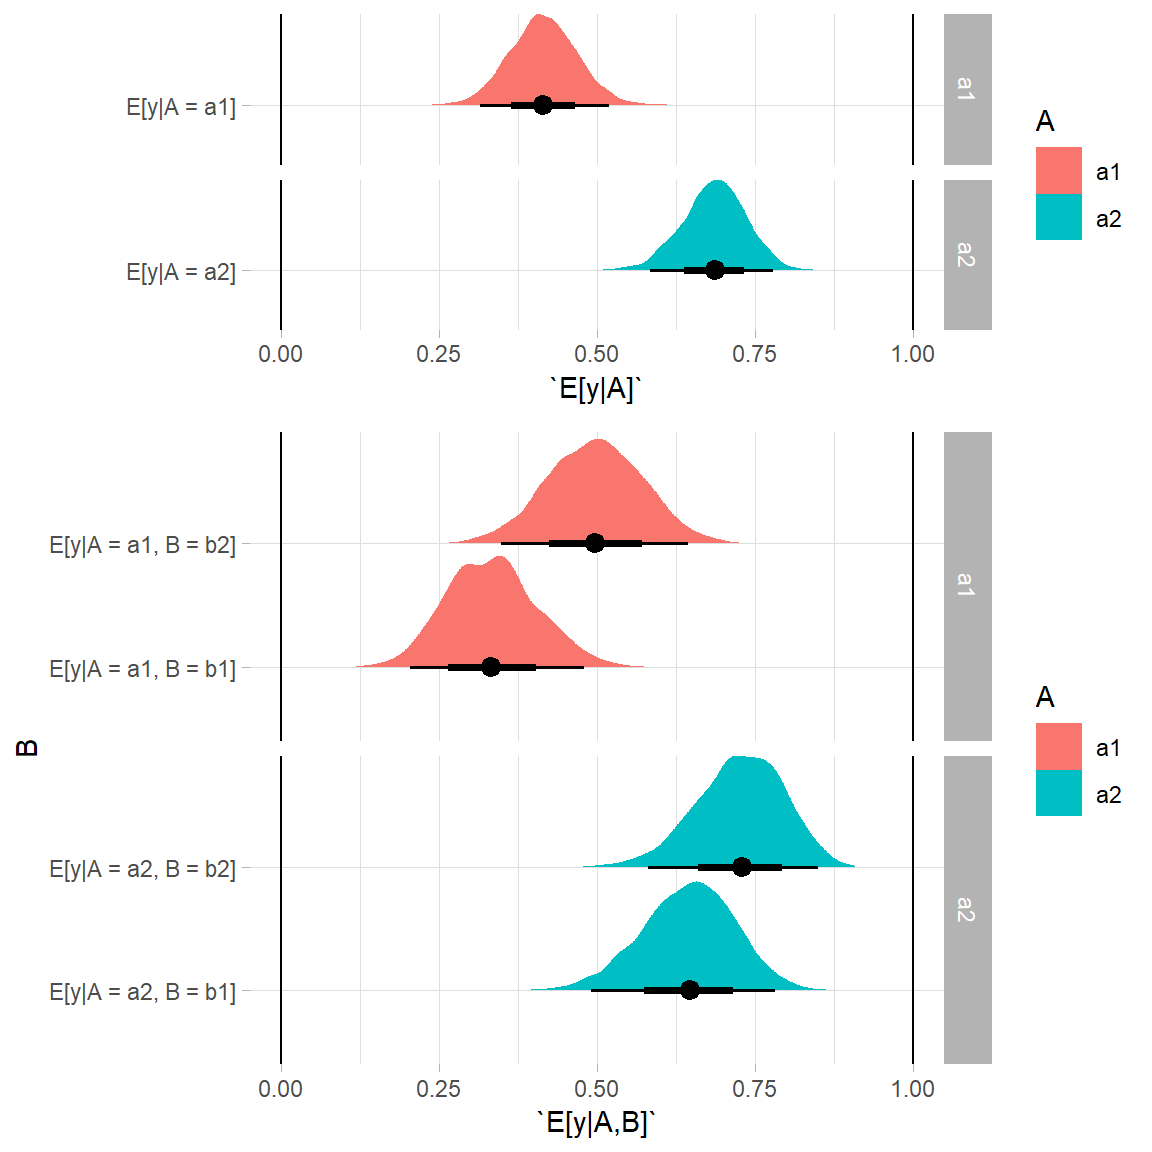 E[y|A = a1]
a1
E[y|A = a2]
a2
0.00 0.25 0.50 0.75 1.00
`E[y|A]`
A
a1
a2
B
E[y|A = a1, B = b2]
E[y|A = a1, B = b1]
a1
E[y|A = a2, B = b2]
E[y|A = a2, B = b1]
a2
0.00 0.25 0.50 0.75 1.00
`E[y|A,B]`
A
a1
a2